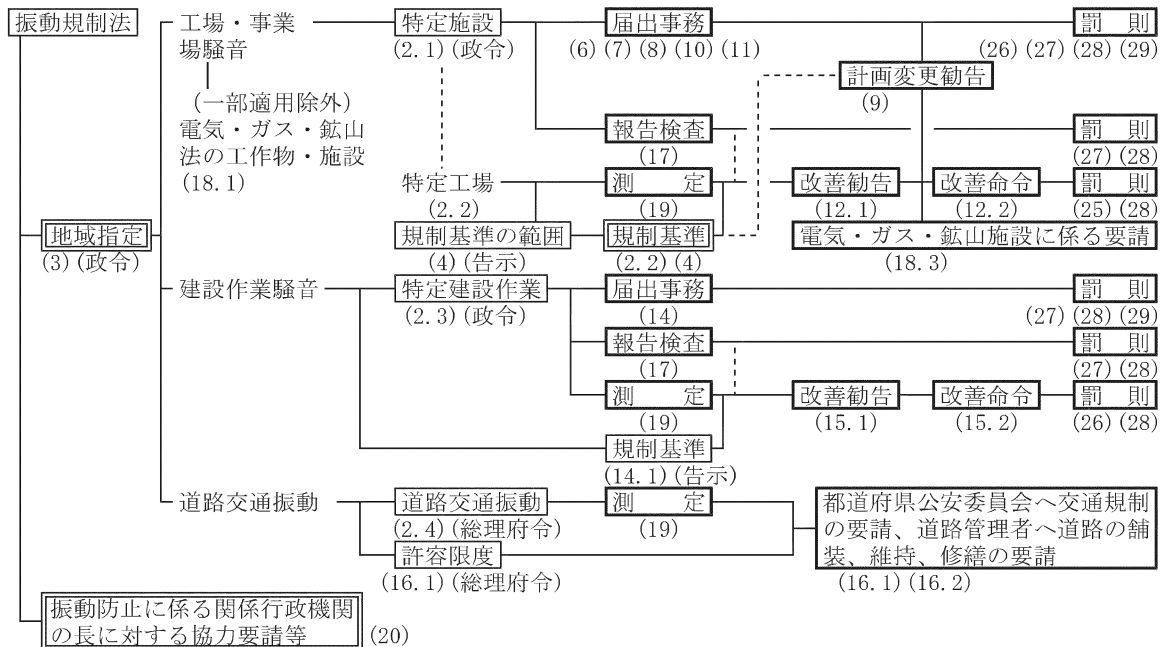 振動規制法
工場・事業
場騒音
特定施設
届出事務
罰　則
(2.1)(政令)
(6)(7)(8)(10)(11)
(26)(27)(28)(29)
計画変更勧告
(9)
(一部適用除外)
電気・ガス・鉱山
法の工作物・施設
(18.1)
報告検査
罰　則
(17)
(27)(28)
特定工場
測　定
改善勧告
改善命令
罰　則
(2.2)
(19)
(12.1)
(12.2)
(25)(28)
地域指定
規制基準の範囲
規制基準
電気・ガス・鉱山施設に係る要請
(3)(政令)
(4)(告示)
(2.2)(4)
(18.3)
建設作業騒音
特定建設作業
届出事務
罰　則
(2.3)(政令)
(14)
(27)(28)(29)
報告検査
罰　則
(17)
(27)(28)
測　定
改善勧告
改善命令
罰　則
(19)
(15.1)
(15.2)
(26)(28)
規制基準
(14.1)(告示)
道路交通振動
道路交通振動
測　定
(2.4)(総理府令)
(19)
都道府県公安委員会へ交通規制
の要請、道路管理者へ道路の舗
装、維持、修繕の要請
許容限度
(16.1)(総理府令)
(16.1)(16.2)
振動防止に係る関係行政機関
の長に対する協力要請等
(20)